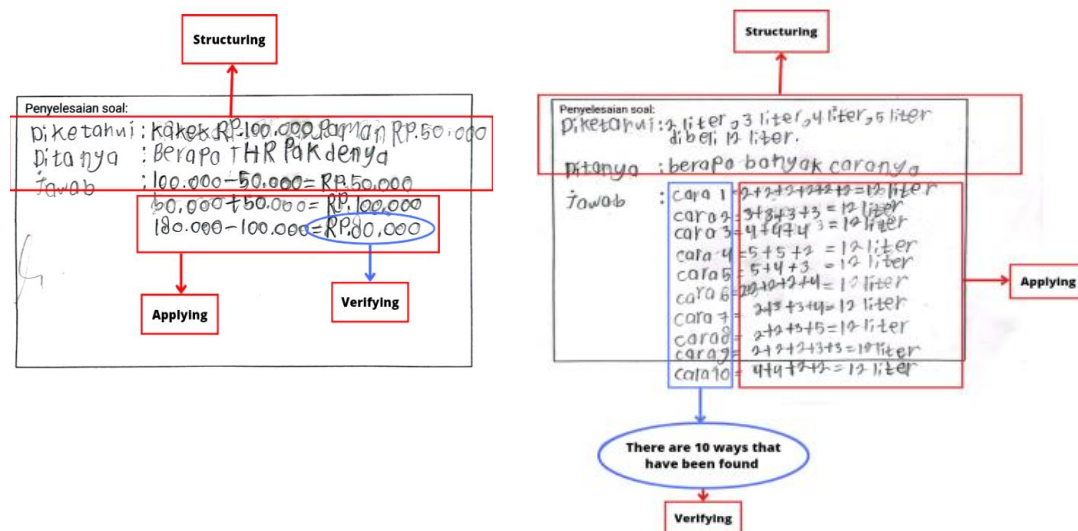 Structuring
Penyelesaian soal:
Diketahui : kakek RP.100.000 Paman RP.50.000
Ditanya : Berapa THR Pakdenya
Jawab : 100.000-50.000=RP.50.000
50.000+50.000=RP.100.000
180.000-100.000=RP.80.000
Applying
Verifying
Structuring
Penyelesaian soal:
Diketahui : 2 liter, 3 liter, 4 liter, 5 liter
dibeli 12 liter.
Ditanya : berapa banyak caranya
Jawab : cara 1 = 2+2+2+2+2+2=12 liter
cara 2 = 3+3+3+3 = 12 liter
cara 3 = 4+4+4 = 12 liter
cara 4 = 5+5+2 = 12 liter
cara 5 = 5+4+3 = 12 liter
cara 6 = 2+2+2+2+4= 12 liter
cara 7 = 3+4=12 liter
cara 8 = 2+2+3+5=12 liter
cara 9 = 2+2+2+3+3=12 liter
cara 10 = 4+4+2+2=12 liter
Applying
There are 10 ways that
have been found
Verifying